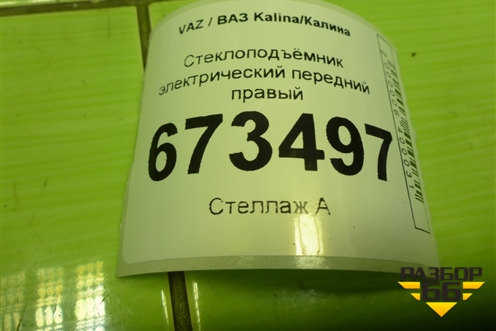 VAZ / ВАЗ Kalina/Калина
Стеклоподъёмник
электрический передний
правый
673497
Стеллаж А
РАЗБОР
66